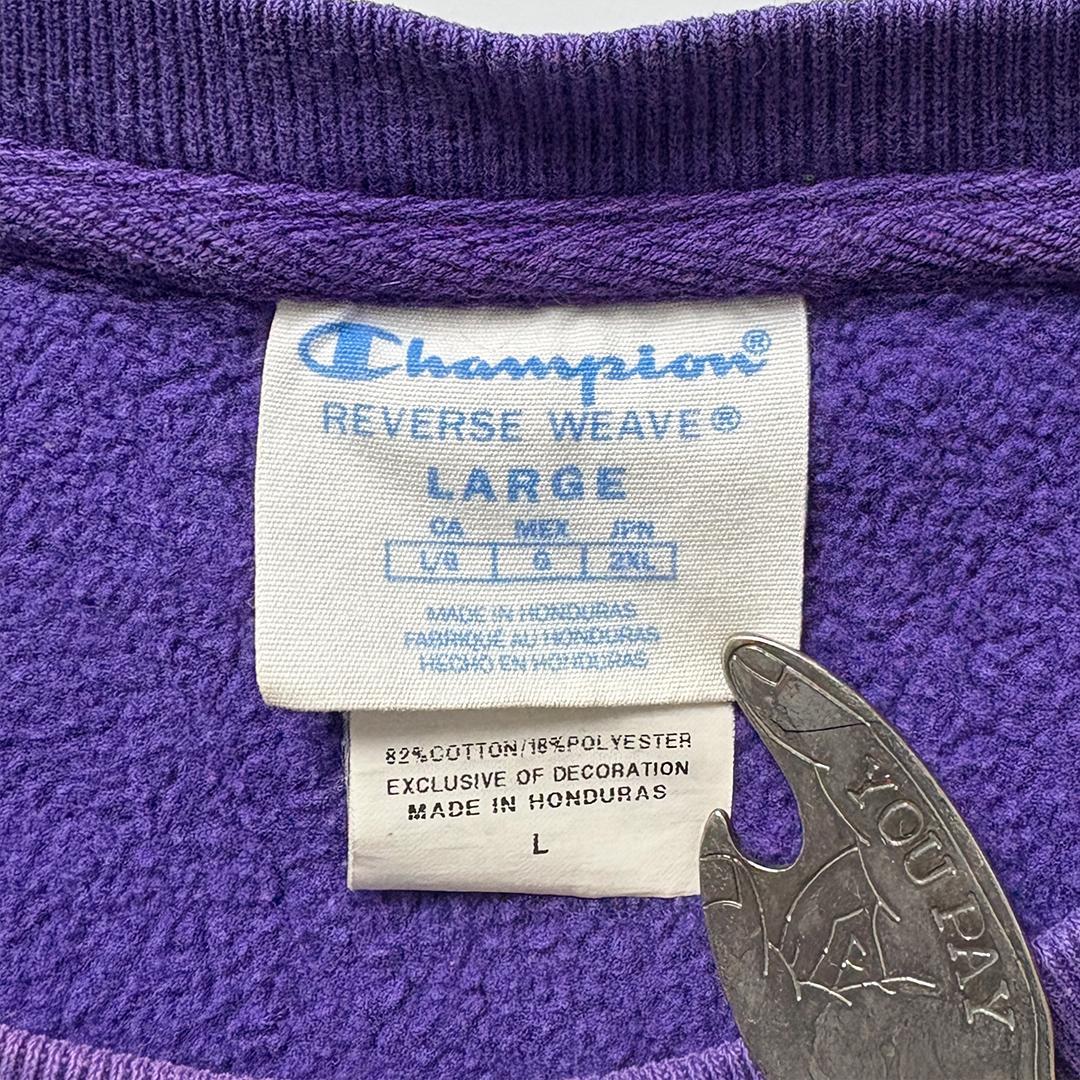 Champion®
REVERSE WEAVE®
LARGE
CA MEX JPN
L/G G 2XL
MADE IN HONDURAS
FABRIQUÉ AU HONDURAS
HECHO EN HONDURAS
82%COTTON/18%POLYESTER
EXCLUSIVE OF DECORATION
MADE IN HONDURAS
L
YOU PAY